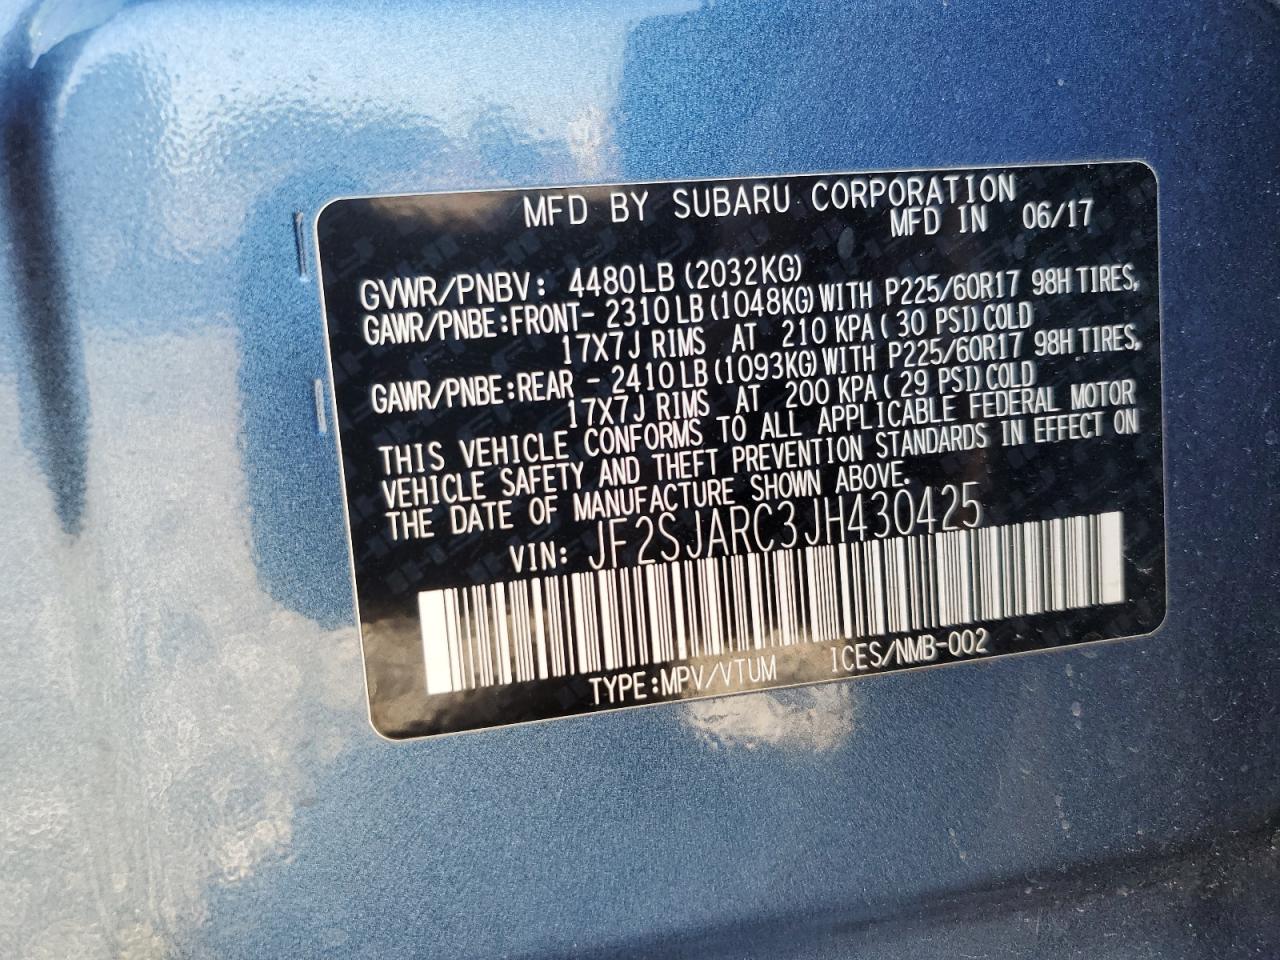 MFD BY SUBARU CORPORATION
MFD IN 06/17
GVWR/PNBV: 4480LB (2032KG)
GAWR/PNBE:FRONT- 2310LB (1048KG) WITH P225/60R17 98H TIRES,
17X7J RIMS AT 210 KPA ( 30 PSI) COLD
GAWR/PNBE:REAR - 2410LB (1093KG) WITH P225/60R17 98H TIRES,
17X7J RIMS AT 200 KPA ( 29 PSI) COLD
THIS VEHICLE CONFORMS TO ALL APPLICABLE FEDERAL MOTOR
VEHICLE SAFETY AND THEFT PREVENTION STANDARDS IN EFFECT ON
THE DATE OF MANUFACTURE SHOWN ABOVE.
VIN: JF2SJARC3JH430425
TYPE:MPV/VTUM ICES/NMB-002